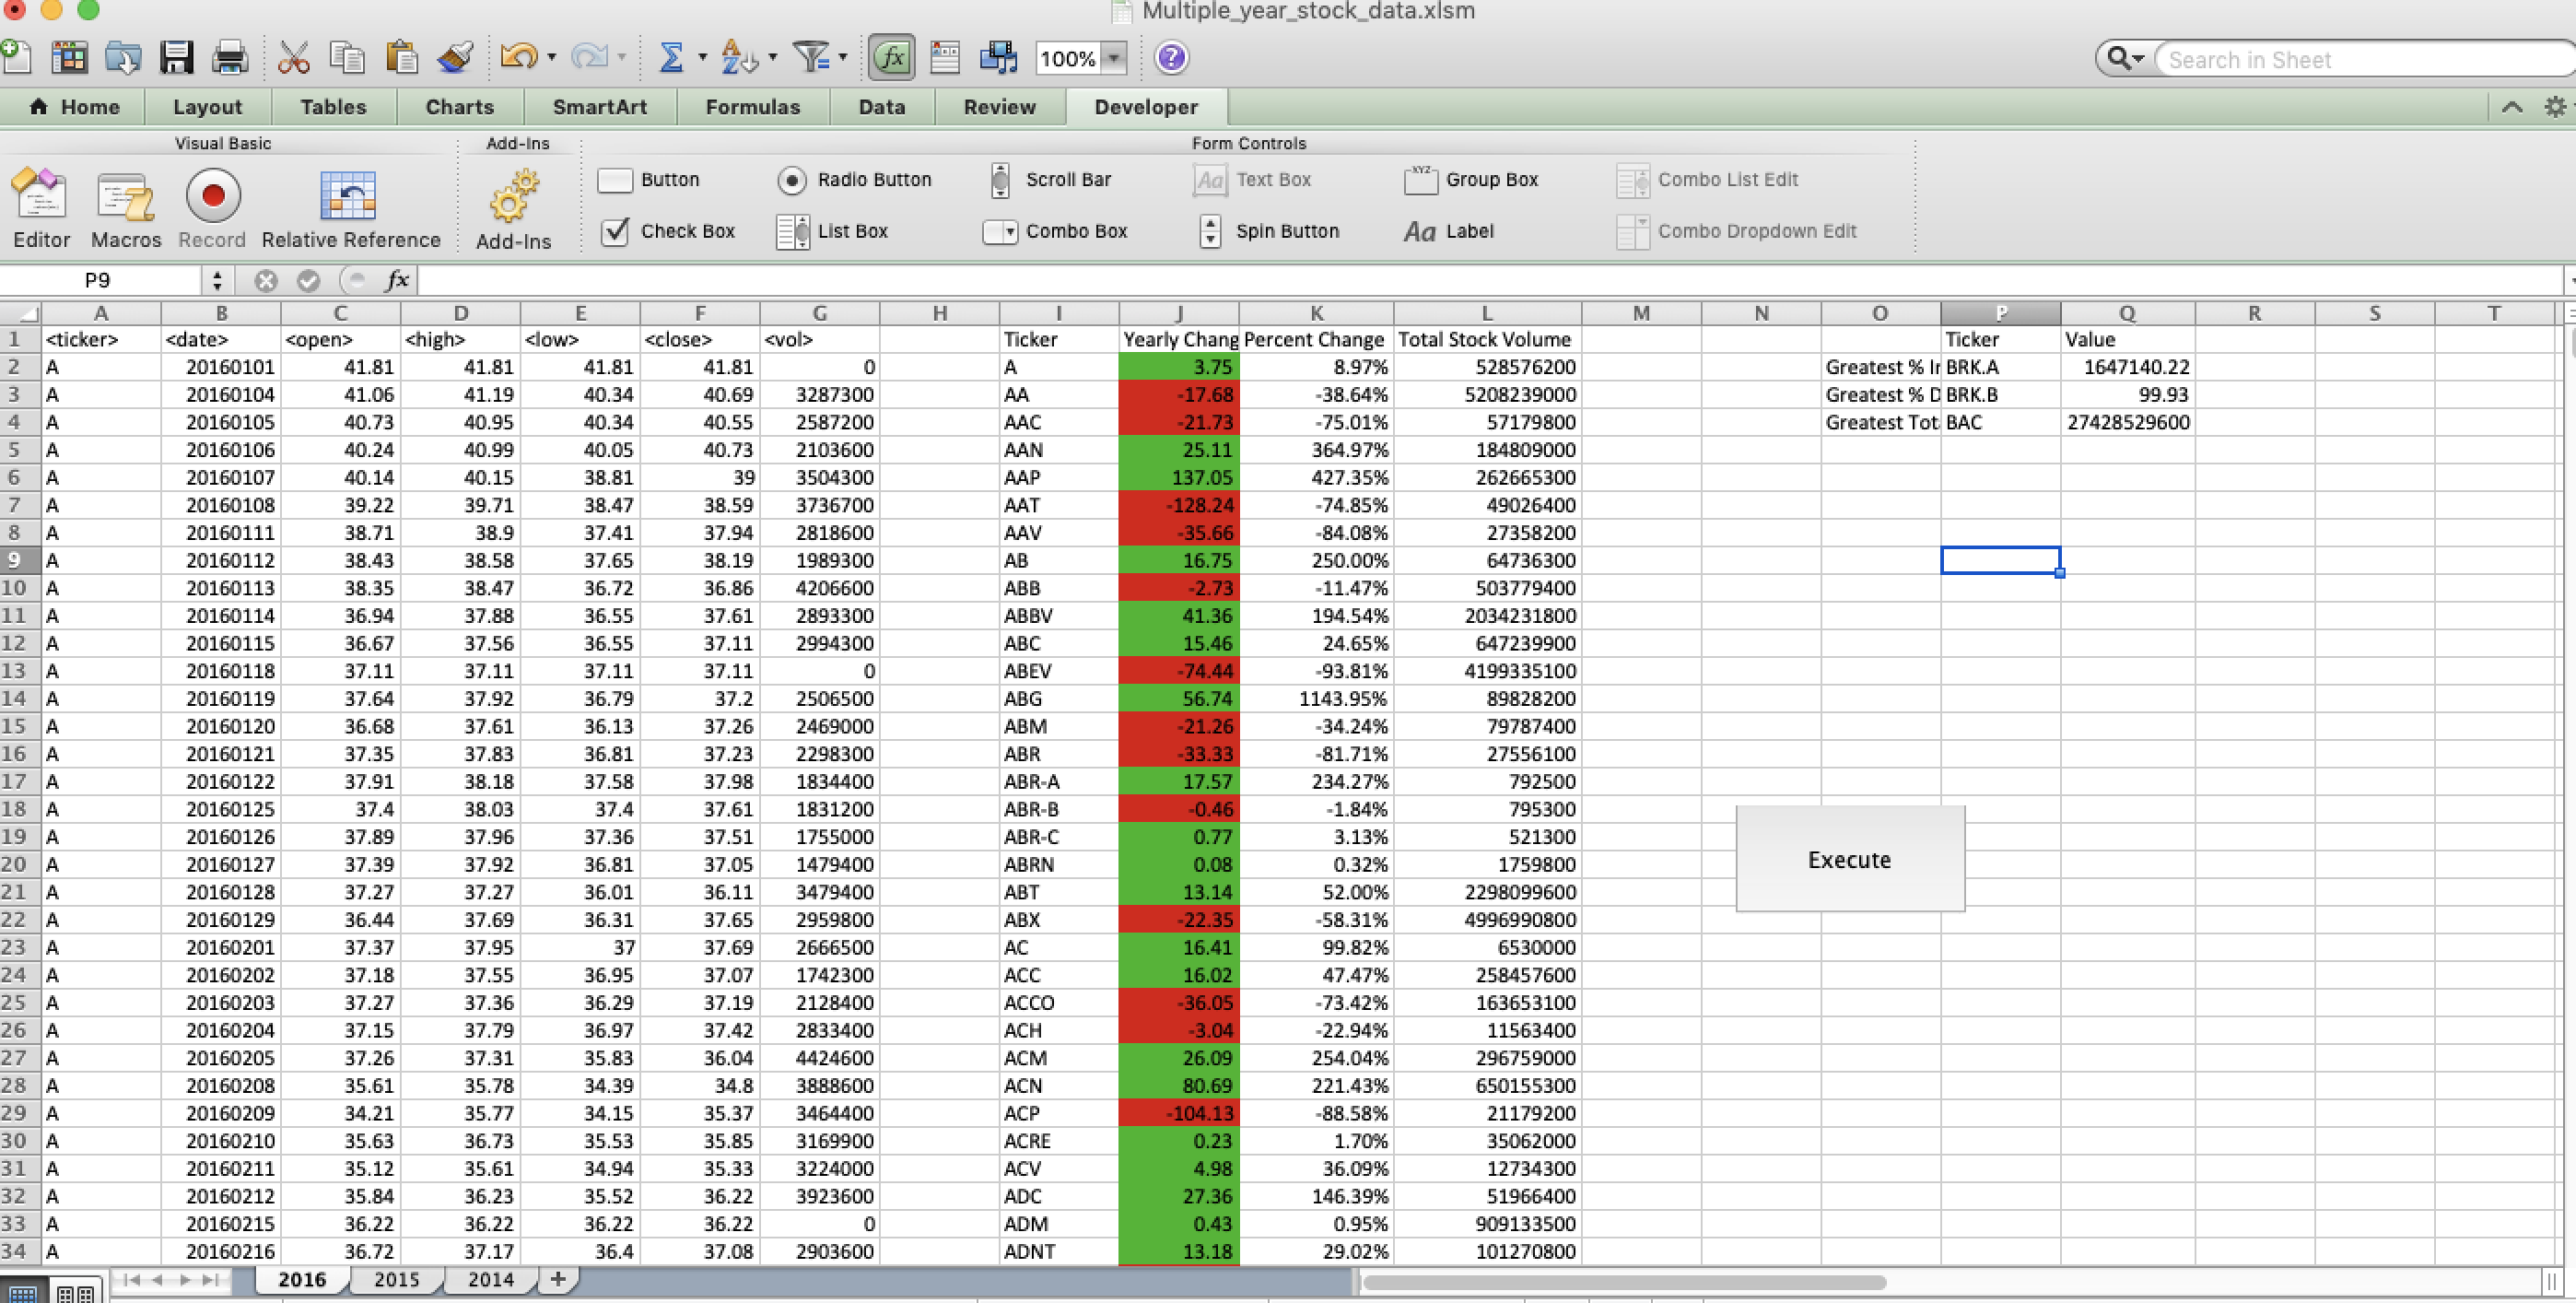 Multiple_year_stock_data.xlsm
100% Search in Sheet
Home Layout Tables Charts SmartArt Formulas Data Review Developer
Visual Basic Add-Ins Form Controls
Button Radio Button Scroll Bar Aa Text Box XYZ Group Box Combo List Edit
Editor Macros Record Relative Reference Add-Ins Check Box List Box Combo Box Spin Button Aa Label Combo Dropdown Edit
P9 fx
A B C D E F G H I J K L M N O P Q R S T
1 <ticker> <date> <open> <high> <low> <close> <vol> Ticker Yearly Chang Percent Change Total Stock Volume Ticker Value
2 A 20160101 41.81 41.81 41.81 41.81 0 A 3.75 8.97% 528576200 Greatest % Ir BRK.A 1647140.22
3 A 20160104 41.06 41.19 40.34 40.69 3287300 AA -17.68 -38.64% 5208239000 Greatest % D BRK.B 99.93
4 A 20160105 40.73 40.95 40.34 40.55 2587200 AAC -21.73 -75.01% 57179800 Greatest Tot BAC 27428529600
5 A 20160106 40.24 40.99 40.05 40.73 2103600 AAN 25.11 364.97% 184809000
6 A 20160107 40.14 40.15 38.81 39 3504300 AAP 137.05 427.35% 262665300
7 A 20160108 39.22 39.71 38.47 38.59 3736700 AAT -128.24 -74.85% 49026400
8 A 20160111 38.71 38.9 37.41 37.94 2818600 AAV -35.66 -84.08% 27358200
9 A 20160112 38.43 38.58 37.65 38.19 1989300 AB 16.75 250.00% 64736300
10 A 20160113 38.35 38.47 36.72 36.86 4206600 ABB -2.73 -11.47% 503779400
11 A 20160114 36.94 37.88 36.55 37.61 2893300 ABBV 41.36 194.54% 2034231800
12 A 20160115 36.67 37.56 36.55 37.11 2994300 ABC 15.46 24.65% 647239900
13 A 20160118 37.11 37.11 37.11 37.11 0 ABEV -74.44 -93.81% 4199335100
14 A 20160119 37.64 37.92 36.79 37.2 2506500 ABG 56.74 1143.95% 89828200
15 A 20160120 36.68 37.61 36.13 37.26 2469000 ABM -21.26 -34.24% 79787400
16 A 20160121 37.35 37.83 36.81 37.23 2298300 ABR -33.33 -81.71% 27556100
17 A 20160122 37.91 38.18 37.58 37.98 1834400 ABR-A 17.57 234.27% 792500
18 A 20160125 37.4 38.03 37.4 37.61 1831200 ABR-B -0.46 -1.84% 795300
19 A 20160126 37.89 37.96 37.36 37.51 1755000 ABR-C 0.77 3.13% 521300
20 A 20160127 37.39 37.92 36.81 37.05 1479400 ABRN 0.08 0.32% 1759800 Execute
21 A 20160128 37.27 37.27 36.01 36.11 3479400 ABT 13.14 52.00% 2298099600
22 A 20160129 36.44 37.69 36.31 37.65 2959800 ABX -22.35 -58.31% 4996990800
23 A 20160201 37.37 37.95 37 37.69 2666500 AC 16.41 99.82% 6530000
24 A 20160202 37.18 37.55 36.95 37.07 1742300 ACC 16.02 47.47% 258457600
25 A 20160203 37.27 37.36 36.29 37.19 2128400 ACCO -36.05 -73.42% 163653100
26 A 20160204 37.15 37.79 36.97 37.42 2833400 ACH -3.04 -22.94% 11563400
27 A 20160205 37.26 37.31 35.83 36.04 4424600 ACM 26.09 254.04% 296759000
28 A 20160208 35.61 35.78 34.39 34.8 3888600 ACN 80.69 221.43% 650155300
29 A 20160209 34.21 35.77 34.15 35.37 3464400 ACP -104.13 -88.58% 21179200
30 A 20160210 35.63 36.73 35.53 35.85 3169900 ACRE 0.23 1.70% 35062000
31 A 20160211 35.12 35.61 34.94 35.33 3224000 ACV 4.98 36.09% 12734300
32 A 20160212 35.84 36.23 35.52 36.22 3923600 ADC 27.36 146.39% 51966400
33 A 20160215 36.22 36.22 36.22 36.22 0 ADM 0.43 0.95% 909133500
34 A 20160216 36.72 37.17 36.4 37.08 2903600 ADNT 13.18 29.02% 101270800
2016 2015 2014 +